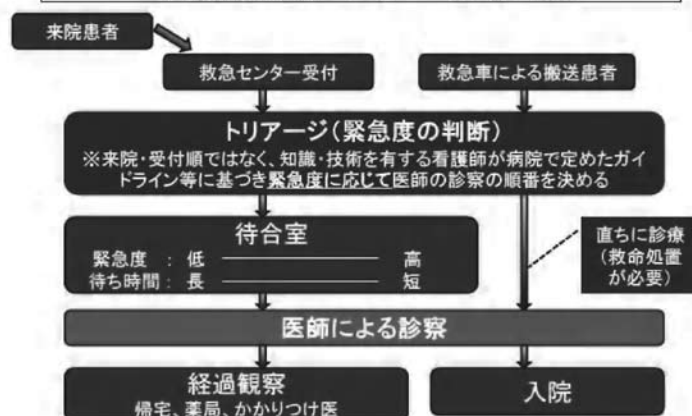 来院患者
救急センター受付
救急車による搬送患者
トリアージ(緊急度の判断)
※来院・受付順ではなく、知識・技術を有する看護師が病院で定めたガイ
ドライン等に基づき緊急度に応じて医師の診察の順番を決める
待合室
緊急度 : 低 ―――――― 高
待ち時間 : 長 ―――――― 短
直ちに診療
(救命処置
が必要)
医師による診察
経過観察
帰宅、薬局、かかりつけ医
入院